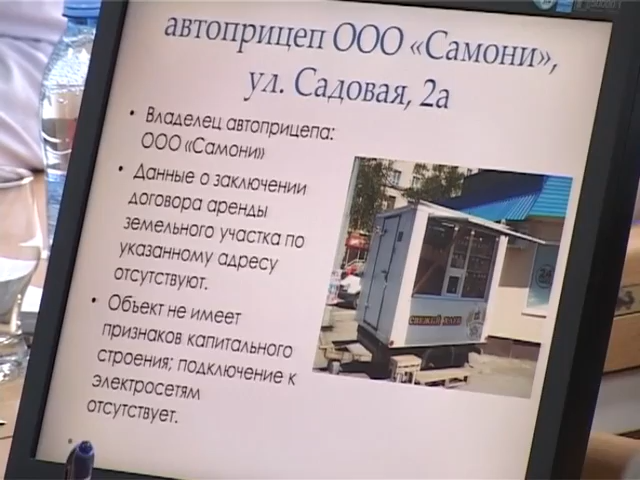 автоприцеп ООО «Самони»,
ул. Садовая, 2а
• Владелец автоприцепа:
ООО «Самони»
• Данные о заключении
договора аренды
земельного участка по
указанному адресу
отсутствуют.
• Объект не имеет
признаков капитального
строения; подключение к
электросетям
отсутствует.
24